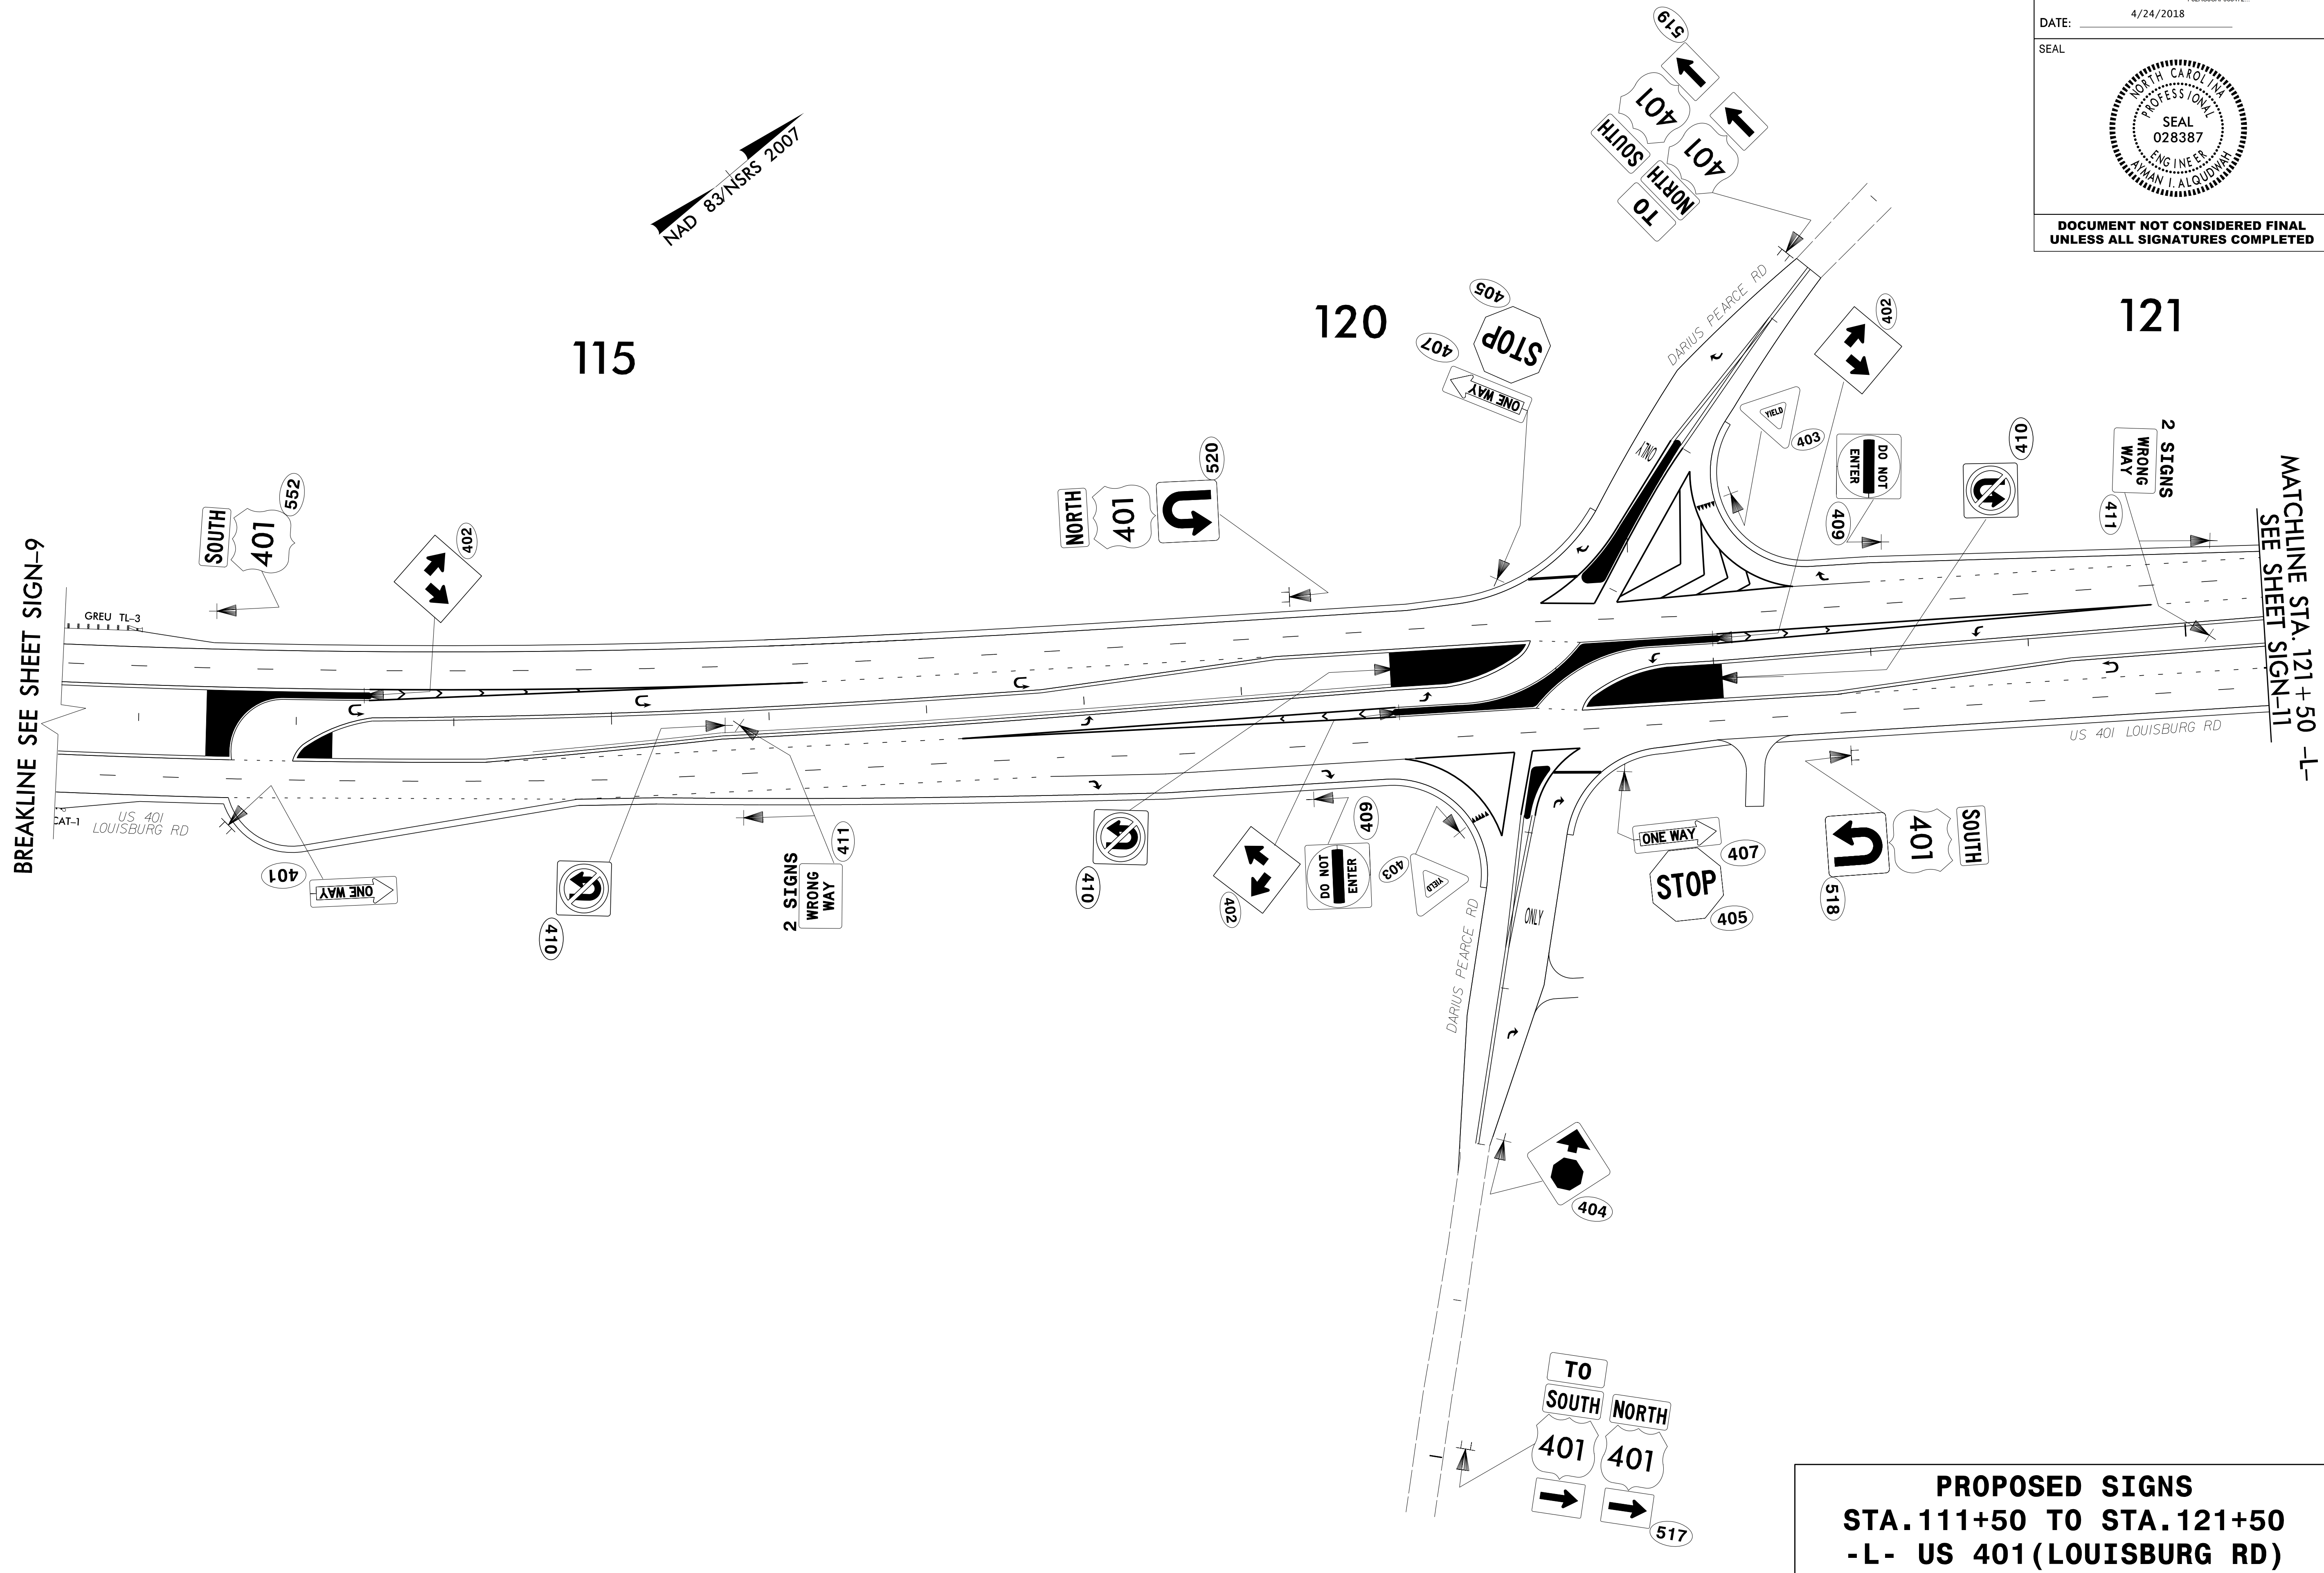 4/24/2018
DATE:
SEAL
NORTH CAROLINA
PROFESSIONAL
SEAL
028387
ENGINEER
AYMAN I. ALQUDWAH
DOCUMENT NOT CONSIDERED FINAL
UNLESS ALL SIGNATURES COMPLETED
NAD 83/NSRS 2007
115
120
121
519
401
SOUTH
401
NORTH
TO
405
STOP
407
ONE WAY
DARIUS PEARCE RD
ONLY
402
YIELD
403
DO NOT
ENTER
409
410
2 SIGNS
WRONG
WAY
411
MATCHLINE STA. 121+50 -L-
SEE SHEET SIGN-11
BREAKLINE SEE SHEET SIGN-9
GREU TL-3
SOUTH
401
552
402
NORTH
401
520
CAT-1
US 401
LOUISBURG RD
401
ONE WAY
410
2 SIGNS
WRONG
WAY
411
410
402
DO NOT
ENTER
409
403
YIELD
DARIUS PEARCE RD
ONLY
ONE WAY
407
STOP
405
518
401
SOUTH
US 401 LOUISBURG RD
404
TO
SOUTH
NORTH
401
401
517
PROPOSED SIGNS
STA.111+50 TO STA.121+50
-L- US 401(LOUISBURG RD)